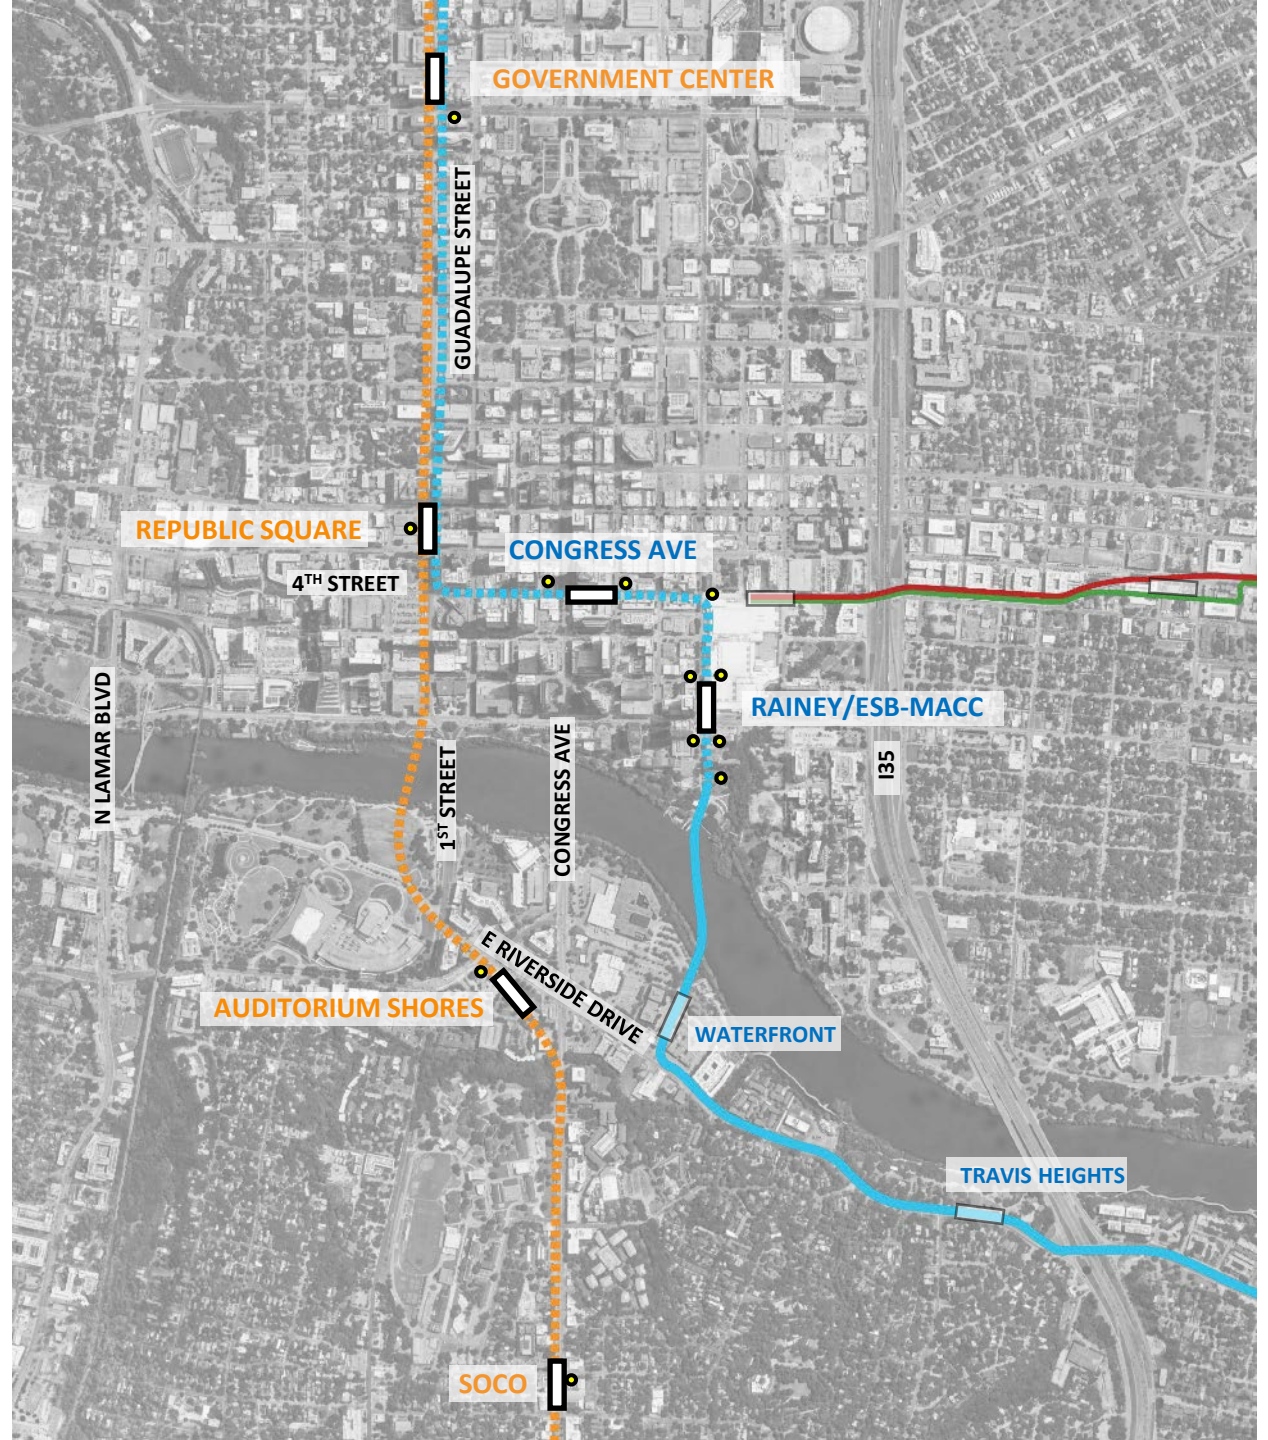 GOVERNMENT CENTER
GUADALUPE STREET
REPUBLIC SQUARE
CONGRESS AVE
4TH STREET
N LAMAR BLVD
RAINEY/ESB-MACC
1ST STREET
CONGRESS AVE
I35
E RIVERSIDE DRIVE
AUDITORIUM SHORES
WATERFRONT
TRAVIS HEIGHTS
SOCO